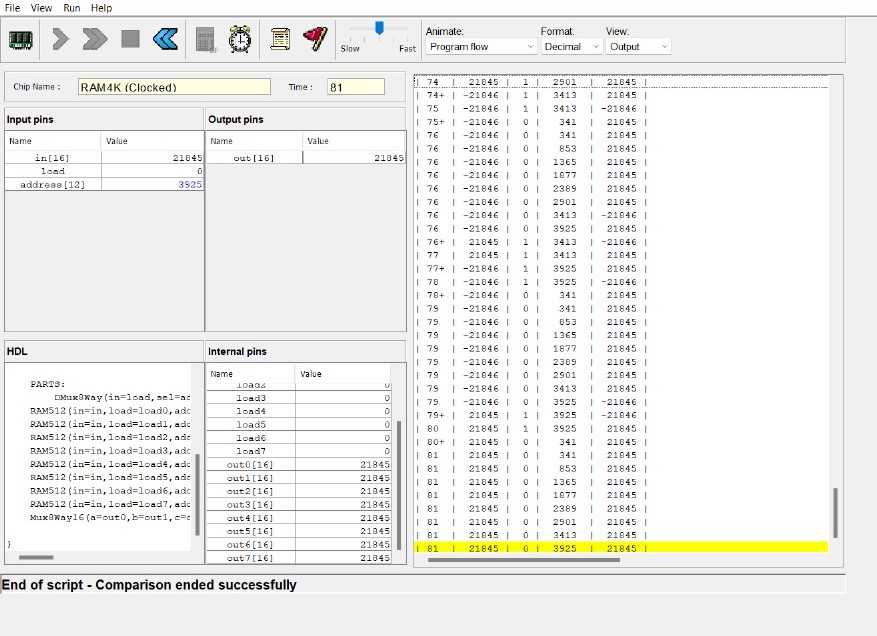 File View Run Help
Slow Fast
Animate: Format: View:
Program flow Decimal Output
Chip Name : RAM4K (Clocked) Time : 81
Input pins
Name Value
in[16] 21845
load 0
address[12] 3925
Output pins
Name Value
out[16] 21845
HDL
PARTS:
DMux8Way(in=load,sel=ad
RAM512(in=in,load=load0,add
RAM512(in=in,load=load1,add
RAM512(in=in,load=load2,add
RAM512(in=in,load=load3,add
RAM512(in=in,load=load4,add
RAM512(in=in,load=load5,add
RAM512(in=in,load=load6,add
RAM512(in=in,load=load7,add
Mux8Way16(a=out0,b=out1,c=o
}
Internal pins
Name Value
load2 0
load3 0
load4 0
load5 0
load6 0
load7 0
out0[16] 21845
out1[16] 21845
out2[16] 21845
out3[16] 21845
out4[16] 21845
out5[16] 21845
out6[16] 21845
out7[16] 21845
| 74 | 21845 | 1 | 2901 | 21845 |
| 74+ | -21846 | 1 | 3413 | 21845 |
| 75 | -21846 | 1 | 3413 | -21846 |
| 75+ | -21846 | 0 | 341 | 21845 |
| 76 | -21846 | 0 | 341 | 21845 |
| 76 | -21846 | 0 | 853 | 21845 |
| 76 | -21846 | 0 | 1365 | 21845 |
| 76 | -21846 | 0 | 1877 | 21845 |
| 76 | -21846 | 0 | 2389 | 21845 |
| 76 | -21846 | 0 | 2901 | 21845 |
| 76 | -21846 | 0 | 3413 | -21846 |
| 76 | -21846 | 0 | 3925 | 21845 |
| 76+ | 21845 | 1 | 3413 | -21846 |
| 77 | 21845 | 1 | 3413 | 21845 |
| 77+ | -21846 | 1 | 3925 | 21845 |
| 78 | -21846 | 1 | 3925 | -21846 |
| 78+ | -21846 | 0 | 341 | 21845 |
| 79 | -21846 | 0 | 341 | 21845 |
| 79 | -21846 | 0 | 853 | 21845 |
| 79 | -21846 | 0 | 1365 | 21845 |
| 79 | -21846 | 0 | 1877 | 21845 |
| 79 | -21846 | 0 | 2389 | 21845 |
| 79 | -21846 | 0 | 2901 | 21845 |
| 79 | -21846 | 0 | 3413 | 21845 |
| 79 | -21846 | 0 | 3925 | -21846 |
| 79+ | 21845 | 1 | 3925 | -21846 |
| 80 | 21845 | 1 | 3925 | 21845 |
| 80+ | 21845 | 0 | 341 | 21845 |
| 81 | 21845 | 0 | 341 | 21845 |
| 81 | 21845 | 0 | 853 | 21845 |
| 81 | 21845 | 0 | 1365 | 21845 |
| 81 | 21845 | 0 | 1877 | 21845 |
| 81 | 21845 | 0 | 2389 | 21845 |
| 81 | 21845 | 0 | 2901 | 21845 |
| 81 | 21845 | 0 | 3413 | 21845 |
| 81 | 21845 | 0 | 3925 | 21845 |
End of script - Comparison ended successfully